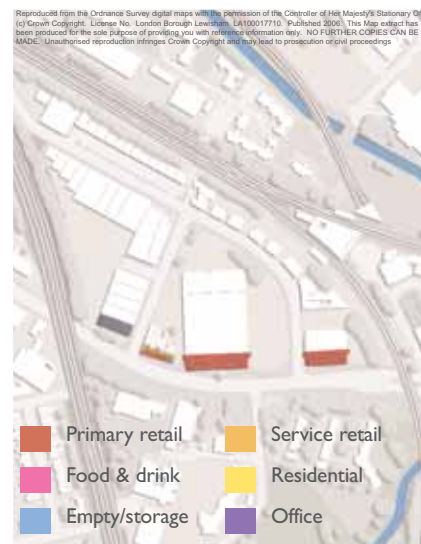 Reproduced from the Ordnance Survey digital maps with the permission of the Controller of Her Majesty's Stationary Of
(c) Crown Copyright. License No. London Borough Lewisham LA100017710. Published 2006. This Map extract has
been produced for the sole purpose of providing you with reference information only. NO FURTHER COPIES CAN BE
MADE. Unauthorised reproduction infringes Crown Copyright and may lead to prosecution or civil proceedings
Primary retail
Service retail
Food & drink
Residential
Empty/storage
Office